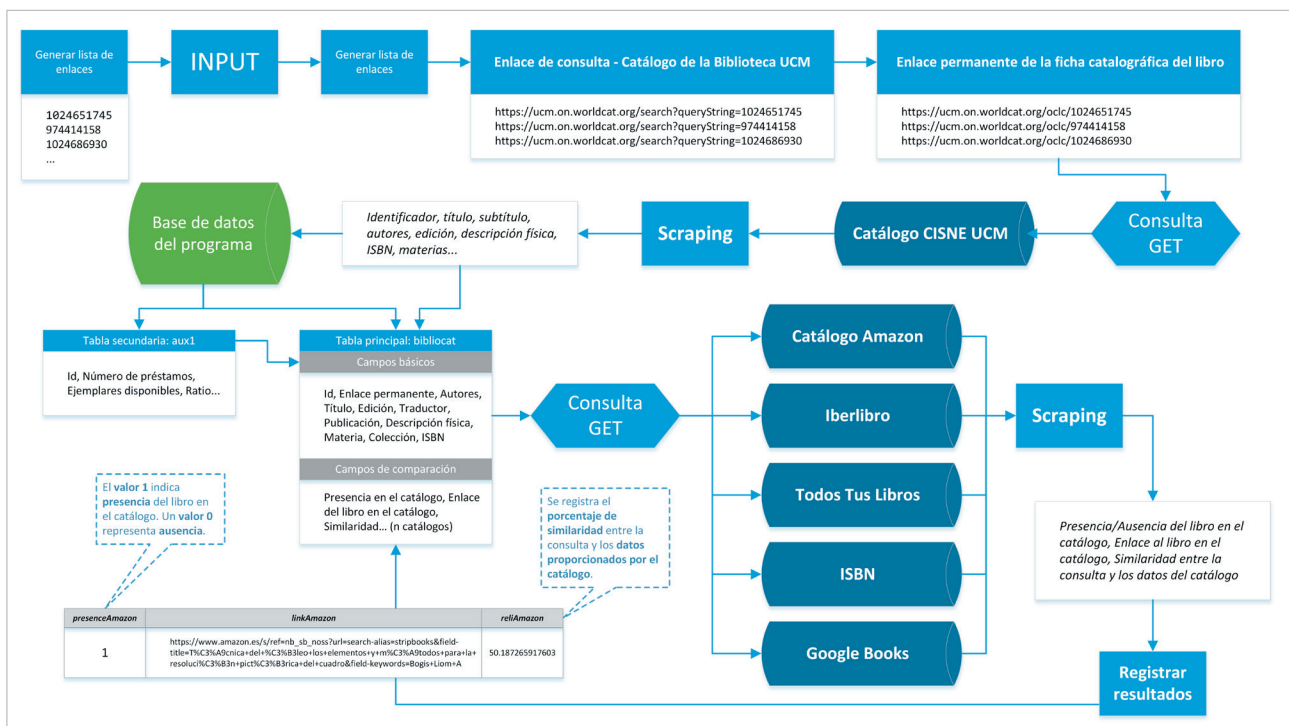 Generar lista de
enlaces
1024651745
974414158
1024686930
...
INPUT
Generar lista de
enlaces
Enlace de consulta - Catálogo de la Biblioteca UCM
https://ucm.on.worldcat.org/search?queryString=1024651745
https://ucm.on.worldcat.org/search?queryString=974414158
https://ucm.on.worldcat.org/search?queryString=1024686930
Enlace permanente de la ficha catalográfica del libro
https://ucm.on.worldcat.org/oclc/1024651745
https://ucm.on.worldcat.org/oclc/974414158
https://ucm.on.worldcat.org/oclc/1024686930
Consulta
GET
Catálogo CISNE UCM
Scraping
Identificador, título, subtítulo,
autores, edición, descripción física,
ISBN, materias...
Base de datos
del programa
Tabla secundaria: aux1
Id, Número de préstamos,
Ejemplares disponibles, Ratio...
Tabla principal: bibliocat
Campos básicos
Id, Enlace permanente, Autores,
Título, Edición, Traductor,
Publicación, Descripción física,
Materia, Colección, ISBN
Campos de comparación
Presencia en el catálogo, Enlace
del libro en el catálogo,
Similaridad... (n catálogos)
Consulta
GET
Catálogo Amazon
Iberlibro
Todos Tus Libros
ISBN
Google Books
Scraping
Presencia/Ausencia del libro en el
catálogo, Enlace al libro en el
catálogo, Similaridad entre la
consulta y los datos del catálogo
Registrar
resultados
El valor 1 indica
presencia del libro en
el catálogo. Un valor 0
representa ausencia.
Se registra el
porcentaje de
similaridad entre la
consulta y los datos
proporcionados por el
catálogo.
presenceAmazon
linkAmazon
reliAmazon
1
https://www.amazon.es/s/ref=nb_sb_noss?url=search-alias=stripbooks&field-
title=T%C3%A9cnica+del+%C3%B3leo+los+elementos+y+m%C3%A9todos+para+la+
resoluci%C3%B3n+pict%C3%B3rica+del+cuadro&field-keywords=Bogis+Liom+A
50.187265917603